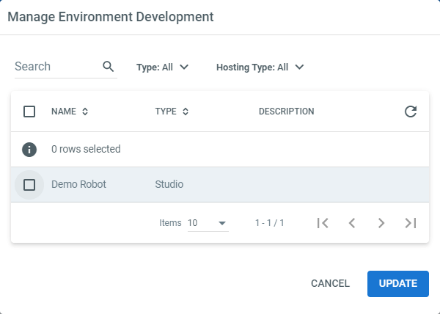 Manage Environment Development
Search Type: All Hosting Type: All
NAME TYPE DESCRIPTION
0 rows selected
Demo Robot Studio
Items 10 1 - 1 / 1
CANCEL UPDATE